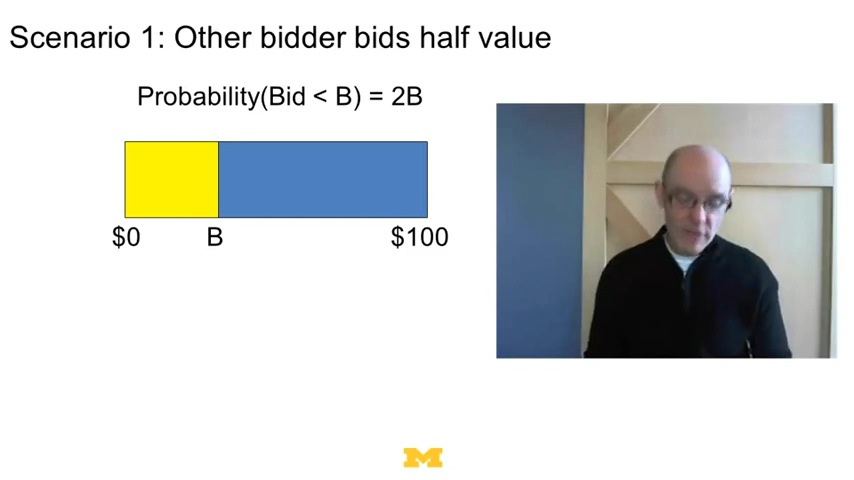 Scenario 1: Other bidder bids half value
Probability(Bid < B) = 2B
$0 B $100
M